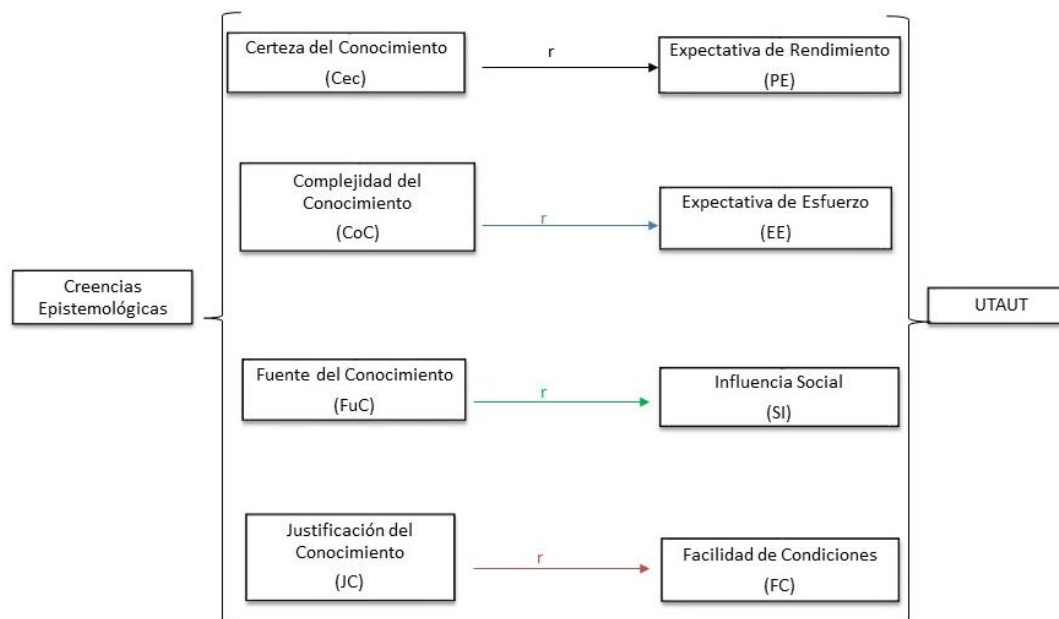 Certeza del Conocimiento
(Cec)
r
Expectativa de Rendimiento
(PE)
Complejidad del
Conocimiento
(CoC)
r
Expectativa de Esfuerzo
(EE)
Creencias
Epistemológicas
UTAUT
Fuente del Conocimiento
(FuC)
r
Influencia Social
(SI)
Justificación del
Conocimiento
(JC)
r
Facilidad de Condiciones
(FC)